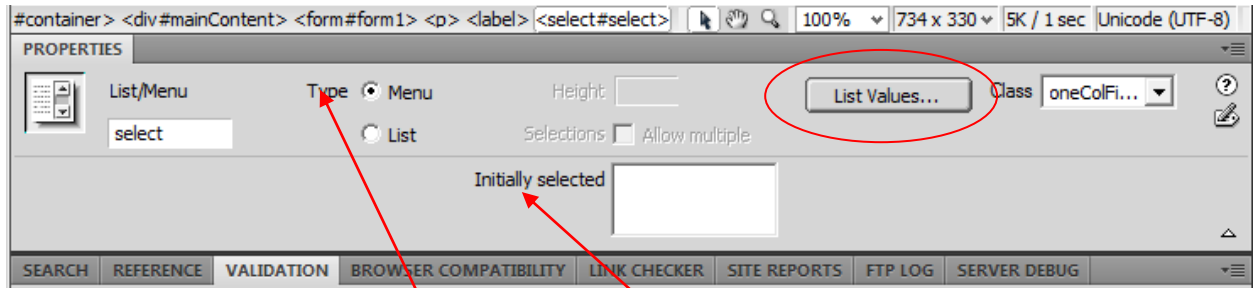 #container> <div#mainContent> <form#form1> <p> <label> <select#select> 100% 734 x 330 5K / 1 sec Unicode (UTF-8)
PROPERTIES
List/Menu Type Menu Height List Values... Class oneColFi...
select List Selections Allow multiple
Initially selected
SEARCH REFERENCE VALIDATION BROWSER COMPATIBILITY LINK CHECKER SITE REPORTS FTP LOG SERVER DEBUG